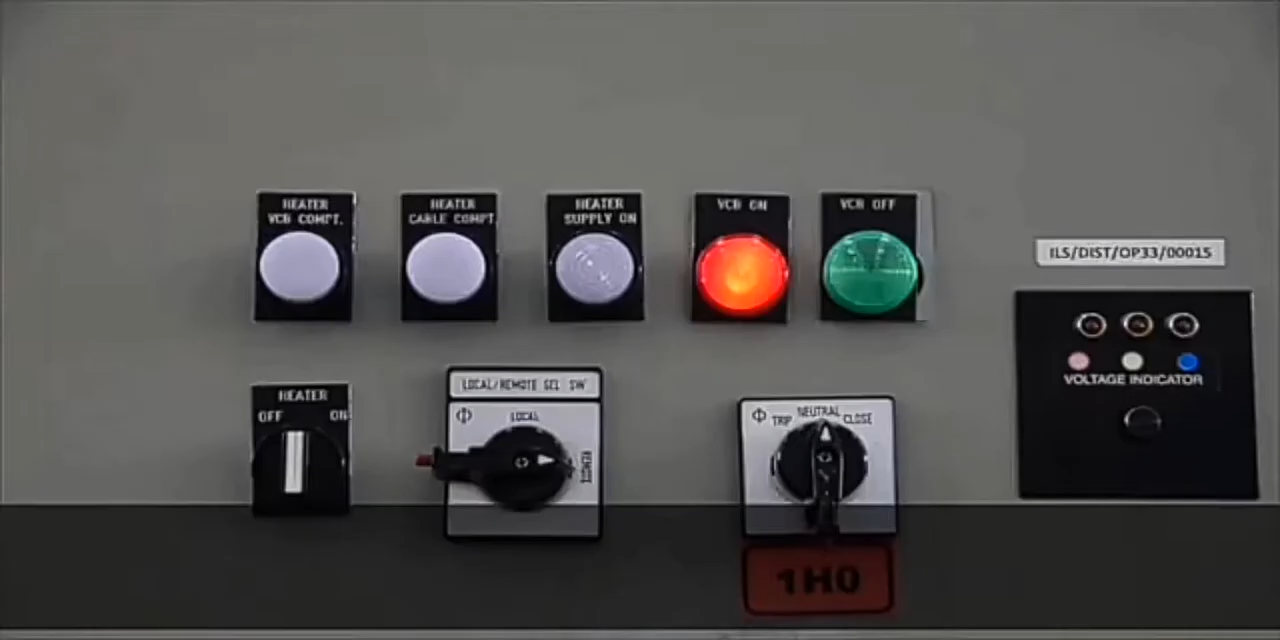 HEATER
VCB COMPT.
HEATER
CABLE COMPT
HEATER
SUPPLY ON
VCB ON
VCB OFF
ILS/DIST/OP33/00015
VOLTAGE INDICATOR
HEATER
OFF ON
LOCAL/REMOTE SEL SW
LOCAL
REMOTE
TRIP NEUTRAL CLOSE
1H0